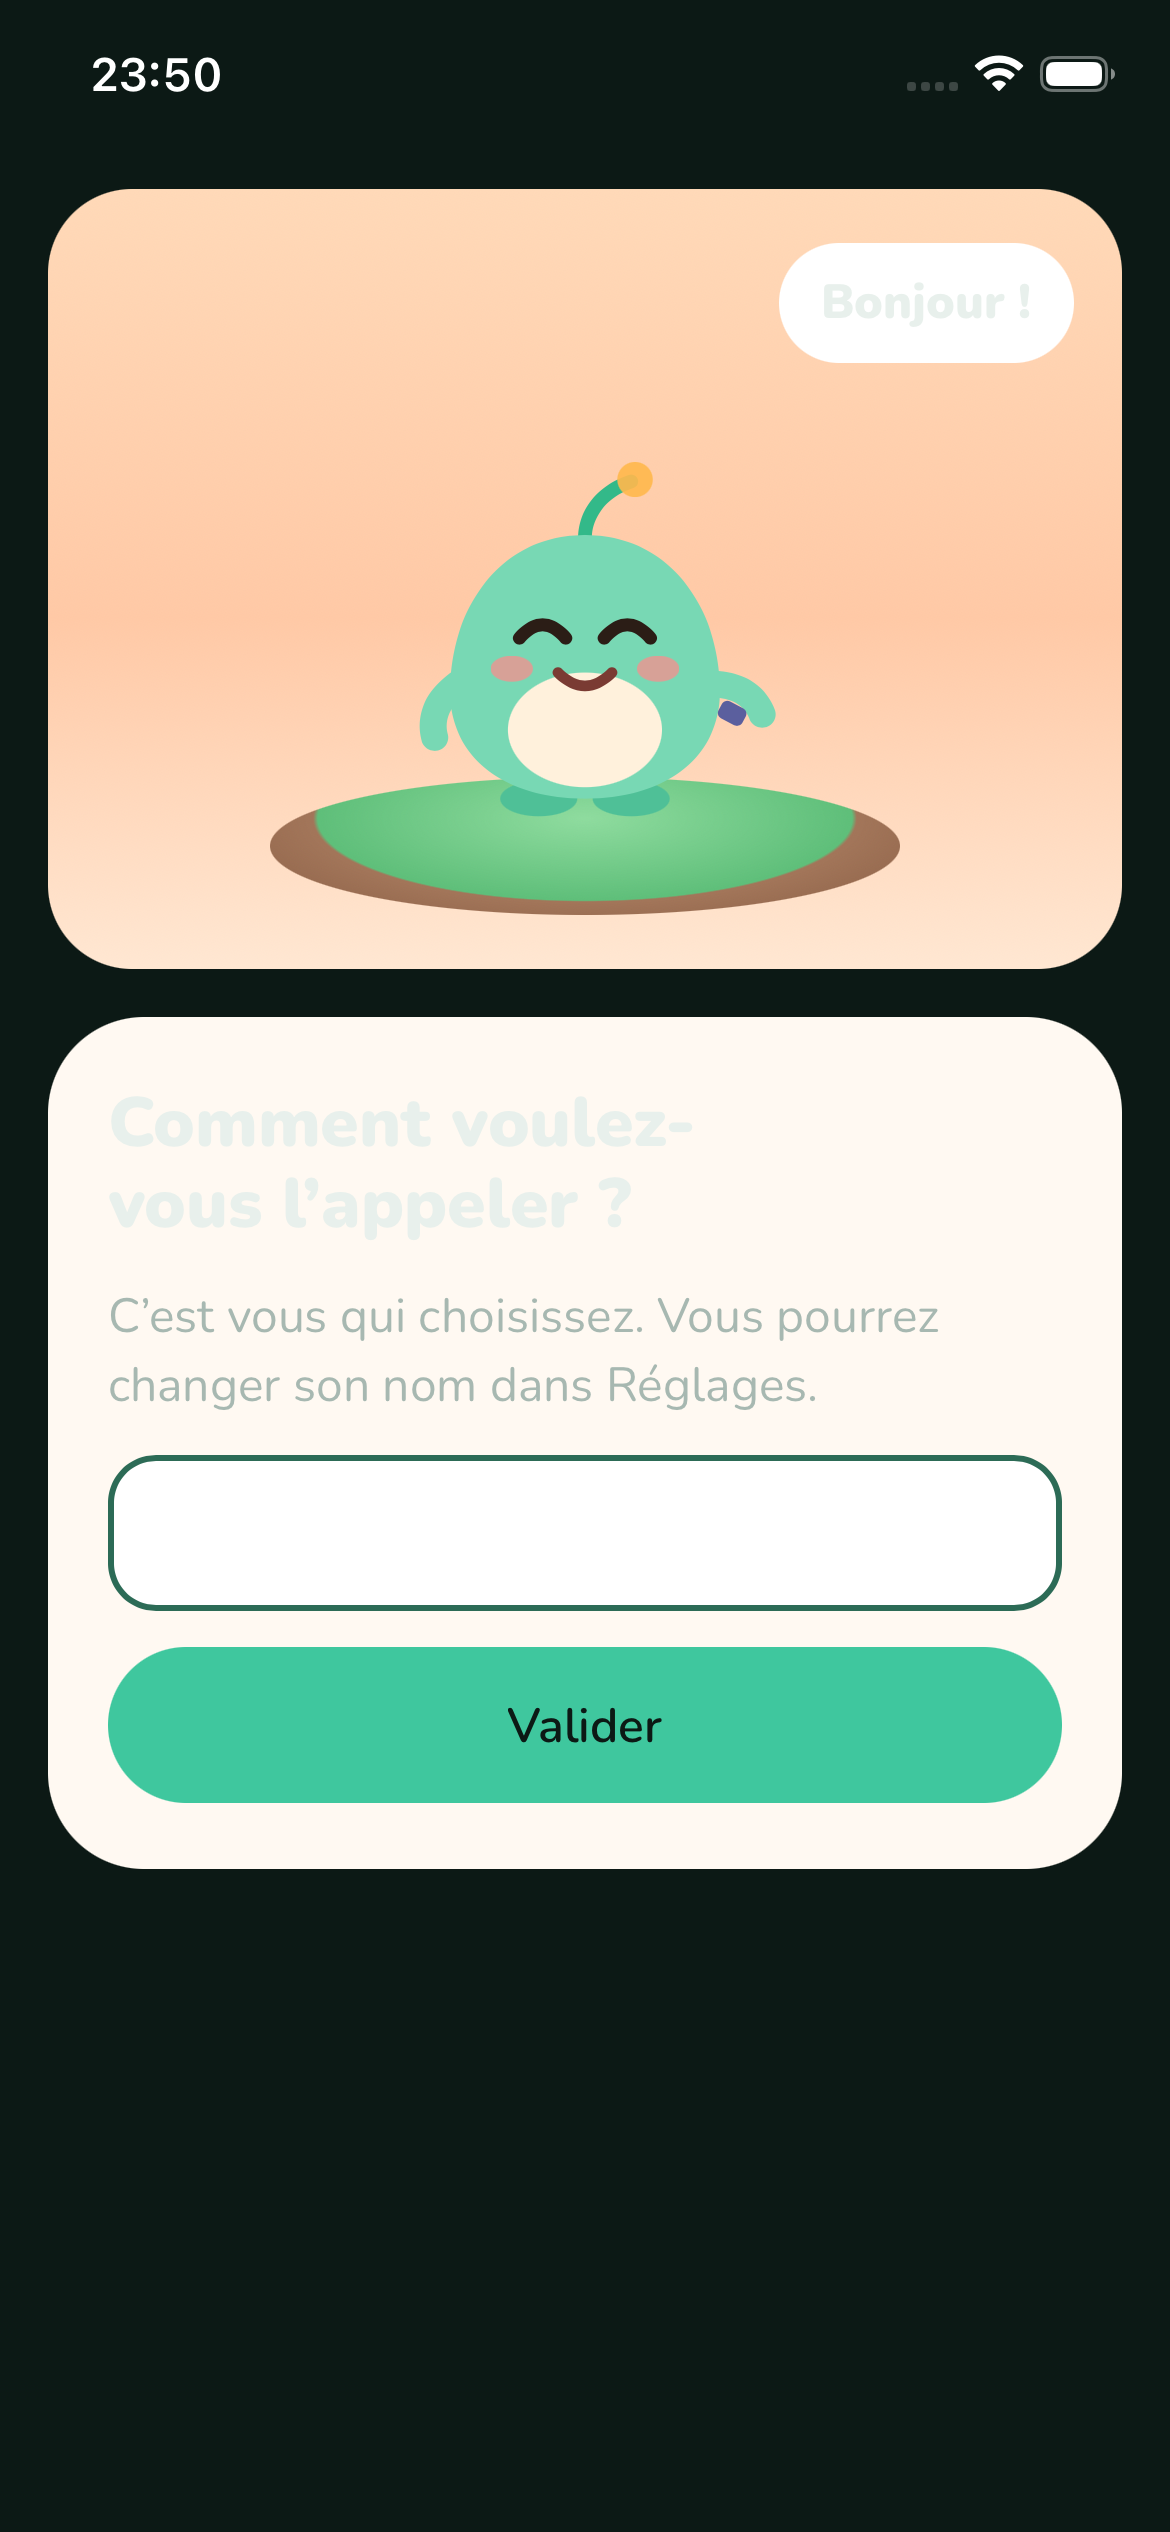 23:50
Bonjour !
Comment voulez-
vous l’appeler ?
C’est vous qui choisissez. Vous pourrez
changer son nom dans Réglages.
Valider